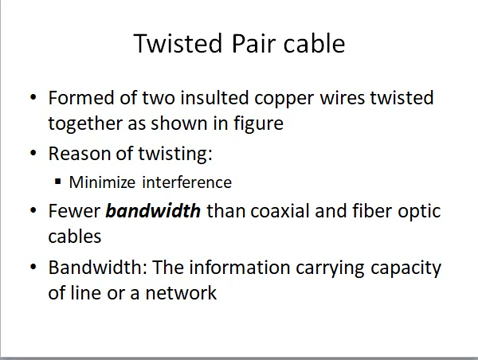 Twisted Pair cable
• Formed of two insulted copper wires twisted
together as shown in figure
• Reason of twisting:
▪ Minimize interference
• Fewer bandwidth than coaxial and fiber optic
cables
• Bandwidth: The information carrying capacity
of line or a network